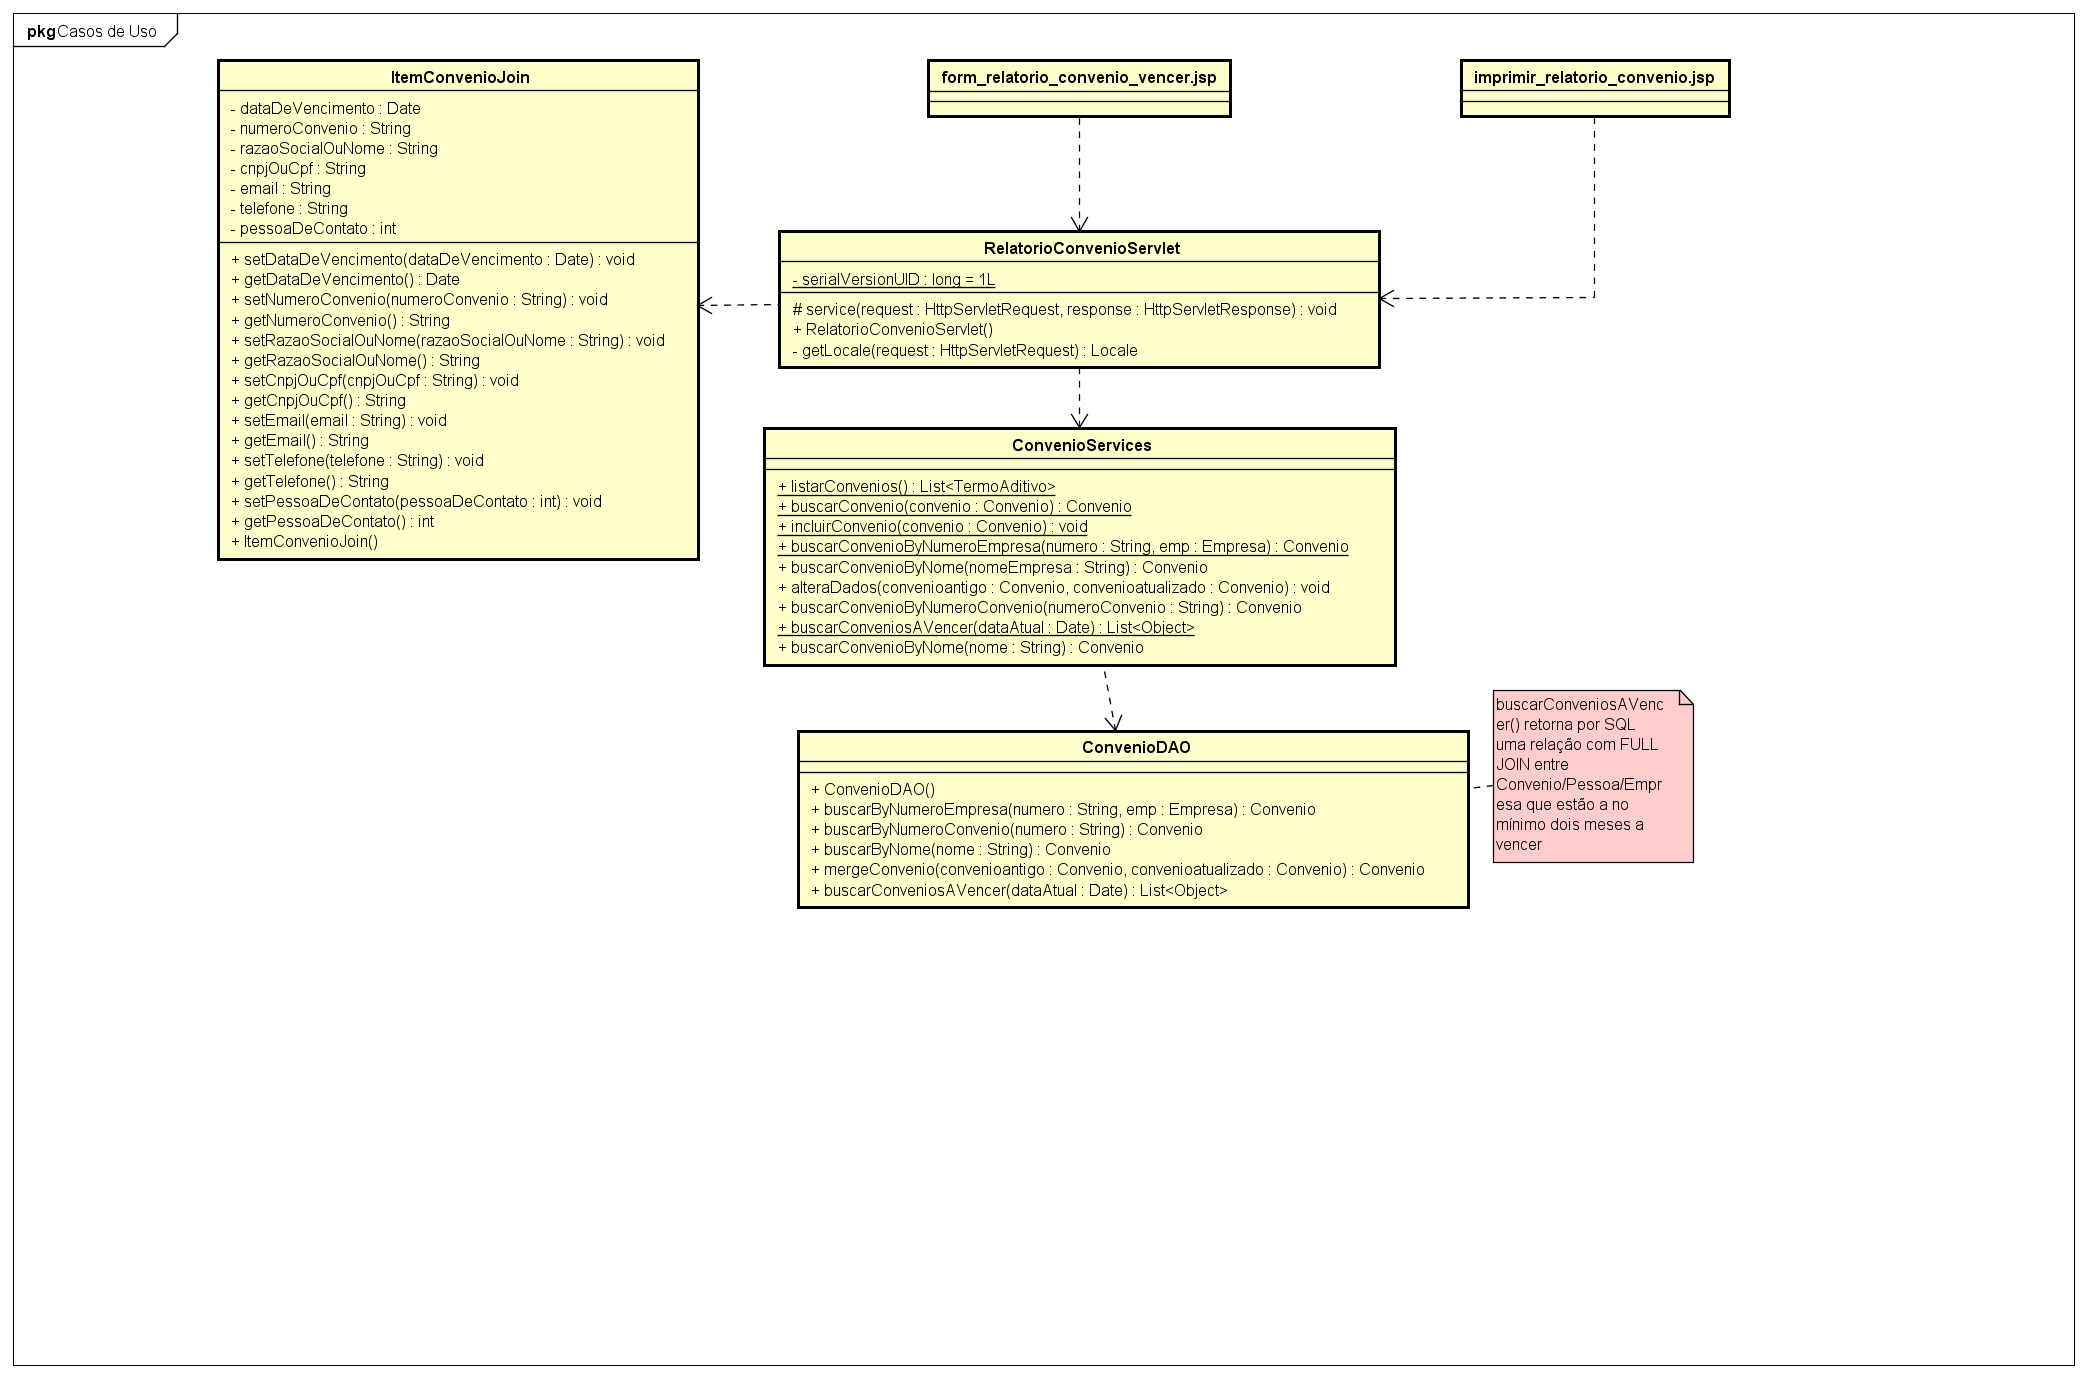 pkg Casos de Uso
ItemConvenioJoin
- dataDeVencimento : Date
- numeroConvenio : String
- razaoSocialOuNome : String
- cnpjOuCpf : String
- email : String
- telefone : String
- pessoaDeContato : int
+ setDataDeVencimento(dataDeVencimento : Date) : void
+ getDataDeVencimento() : Date
+ setNumeroConvenio(numeroConvenio : String) : void
+ getNumeroConvenio() : String
+ setRazaoSocialOuNome(razaoSocialOuNome : String) : void
+ getRazaoSocialOuNome() : String
+ setCnpjOuCpf(cnpjOuCpf : String) : void
+ getCnpjOuCpf() : String
+ setEmail(email : String) : void
+ getEmail() : String
+ setTelefone(telefone : String) : void
+ getTelefone() : String
+ setPessoaDeContato(pessoaDeContato : int) : void
+ getPessoaDeContato() : int
+ ItemConvenioJoin()
form_relatorio_convenio_vencer.jsp
imprimir_relatorio_convenio.jsp
RelatorioConvenioServlet
- serialVersionUID : long = 1L
# service(request : HttpServletRequest, response : HttpServletResponse) : void
+ RelatorioConvenioServlet()
- getLocale(request : HttpServletRequest) : Locale
ConvenioServices
+ listarConvenios() : List<TermoAditivo>
+ buscarConvenio(convenio : Convenio) : Convenio
+ incluirConvenio(convenio : Convenio) : void
+ buscarConvenioByNumeroEmpresa(numero : String, emp : Empresa) : Convenio
+ buscarConvenioByNome(nomeEmpresa : String) : Convenio
+ alteraDados(convenioantigo : Convenio, convenioatualizado : Convenio) : void
+ buscarConvenioByNumeroConvenio(numeroConvenio : String) : Convenio
+ buscarConveniosAVencer(dataAtual : Date) : List<Object>
+ buscarConvenioByNome(nome : String) : Convenio
ConvenioDAO
+ ConvenioDAO()
+ buscarByNumeroEmpresa(numero : String, emp : Empresa) : Convenio
+ buscarByNumeroConvenio(numero : String) : Convenio
+ buscarByNome(nome : String) : Convenio
+ mergeConvenio(convenioantigo : Convenio, convenioatualizado : Convenio) : Convenio
+ buscarConveniosAVencer(dataAtual : Date) : List<Object>
buscarConveniosAVenc
er() retorna por SQL
uma relação com FULL
JOIN entre
Convenio/Pessoa/Empr
esa que estão a no
mínimo dois meses a
vencer